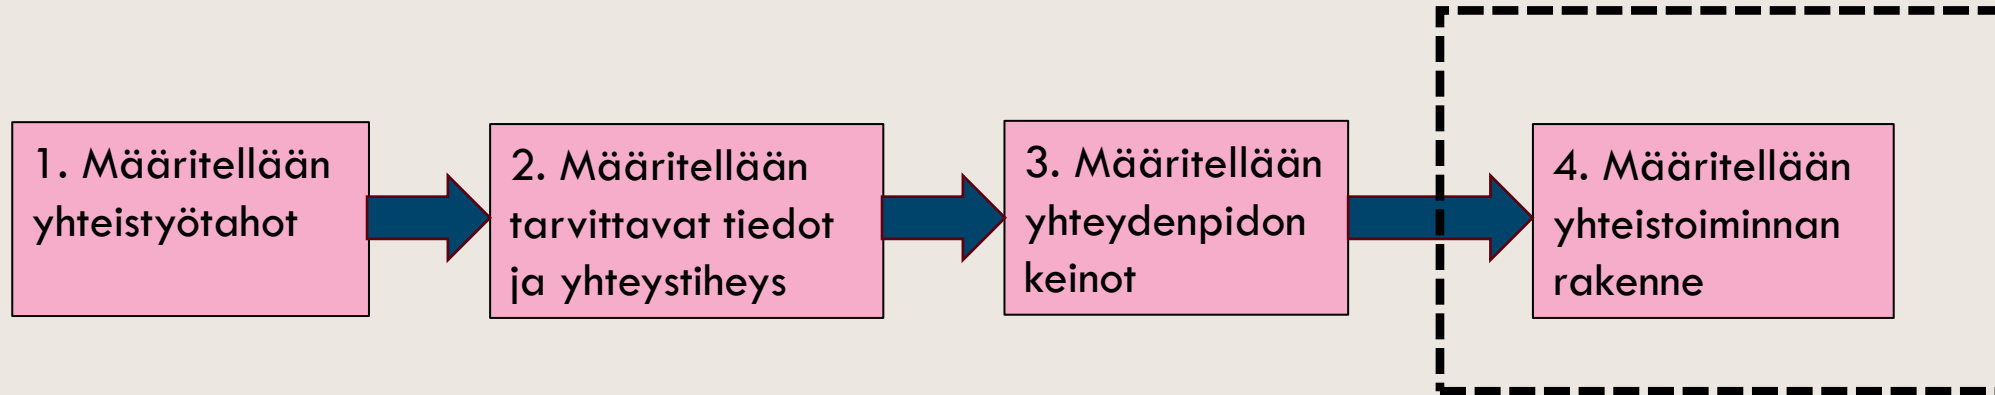 1. Määritellään
yhteistyötahot
2. Määritellään
tarvittavat tiedot
ja yhteystiheys
3. Määritellään
yhteydenpidon
keinot
4. Määritellään
yhteistoiminnan
rakenne